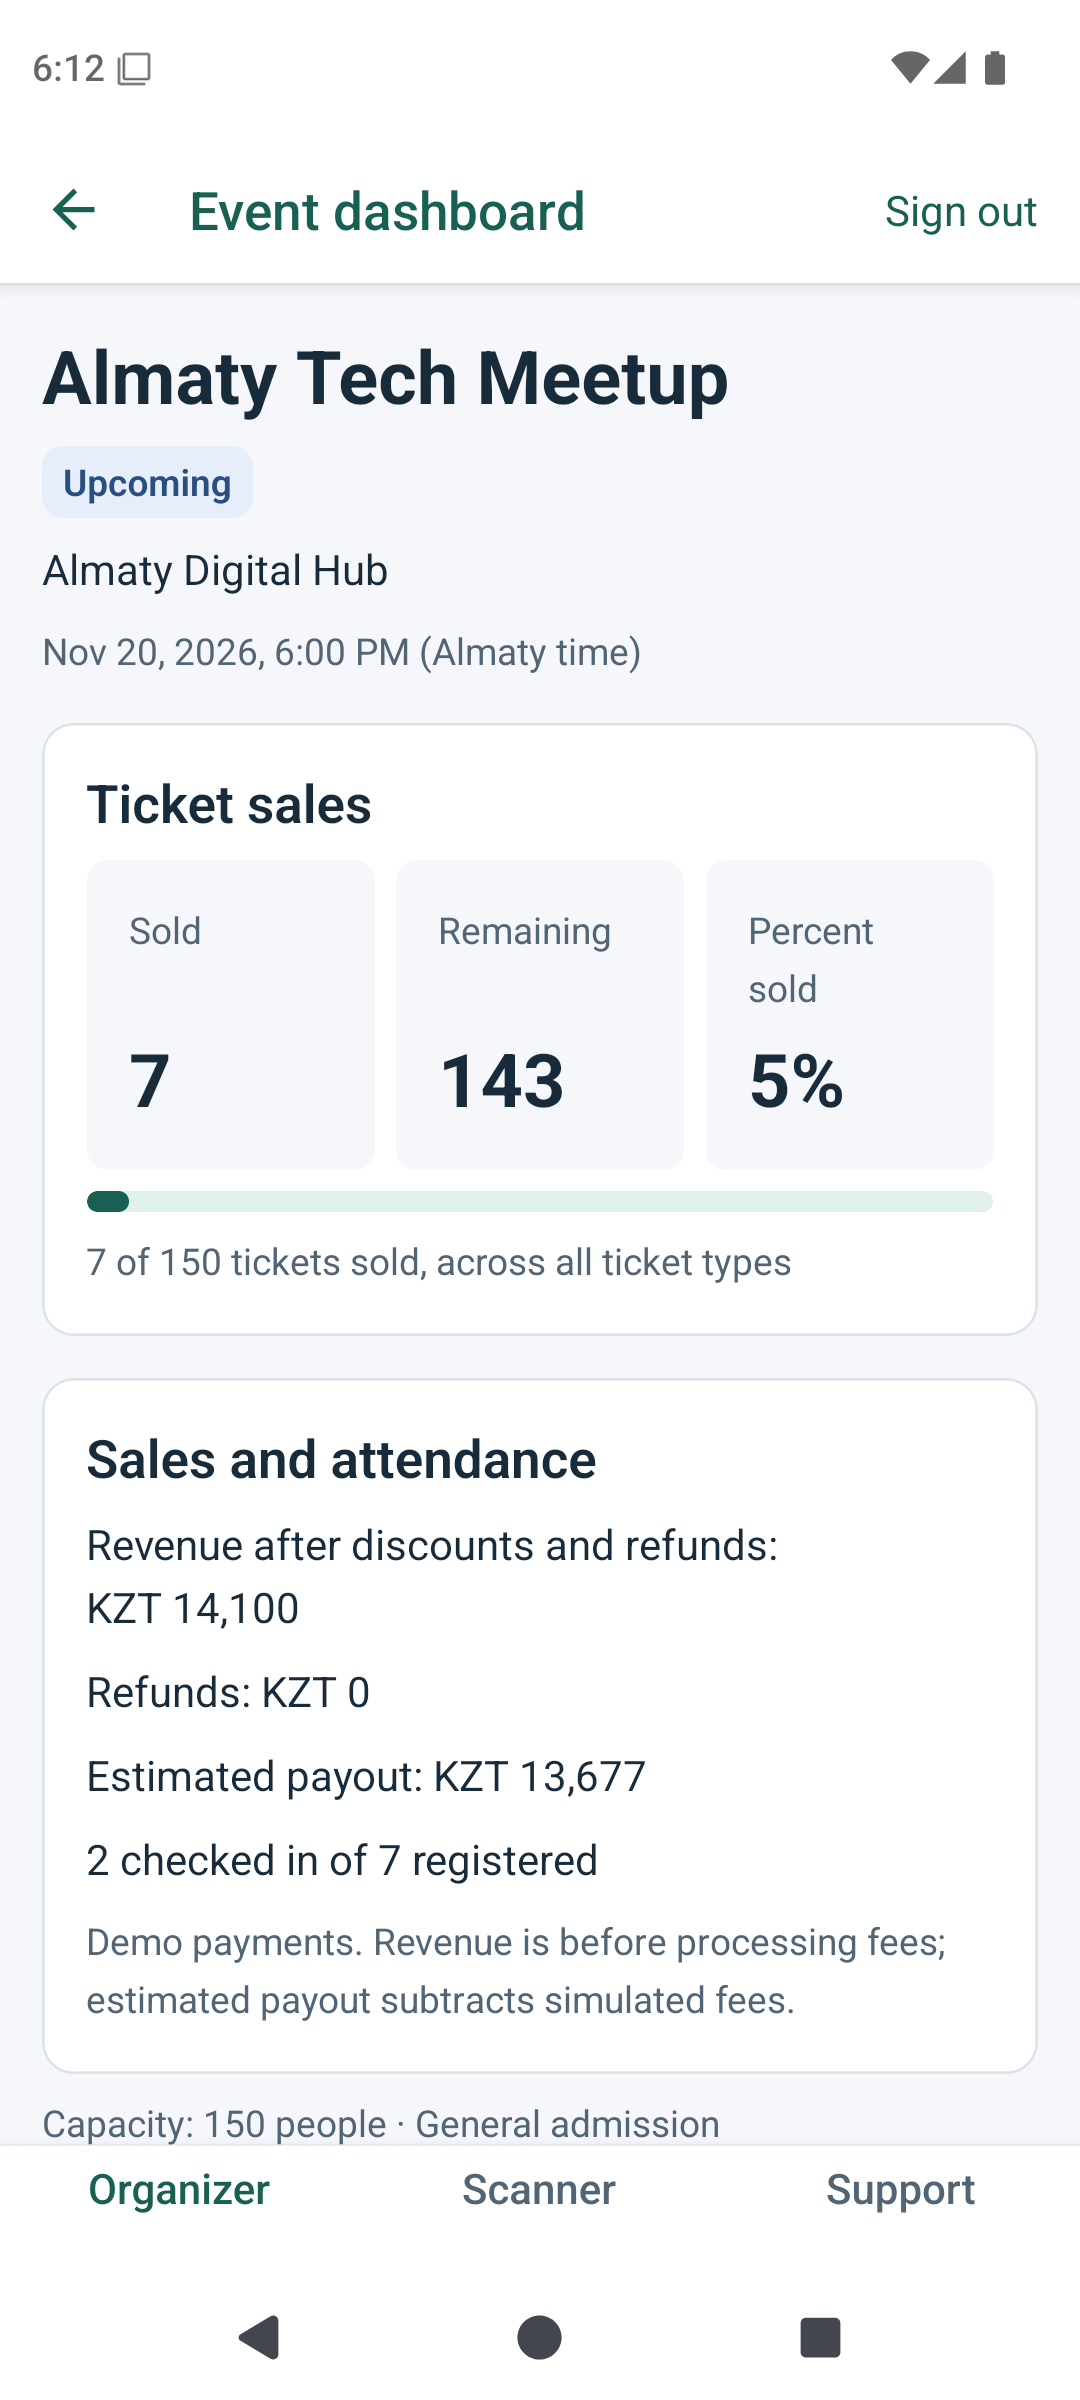 6:12
Event dashboard
Sign out
Almaty Tech Meetup
Upcoming
Almaty Digital Hub
Nov 20, 2026, 6:00 PM (Almaty time)
Ticket sales
Sold
7
Remaining
143
Percent
sold
5%
7 of 150 tickets sold, across all ticket types
Sales and attendance
Revenue after discounts and refunds:
KZT 14,100
Refunds: KZT 0
Estimated payout: KZT 13,677
2 checked in of 7 registered
Demo payments. Revenue is before processing fees;
estimated payout subtracts simulated fees.
Capacity: 150 people · General admission
Organizer
Scanner
Support